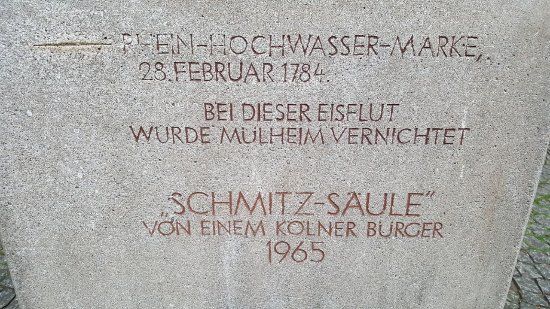 RHEIN-HOCHWASSER-MARKE,
28. FEBRUAR 1784.
BEI DIESER EISFLUT
WURDE MÜLHEIM VERNICHTET
„SCHMITZ-SÄULE“
VON EINEM KÖLNER BÜRGER
1965